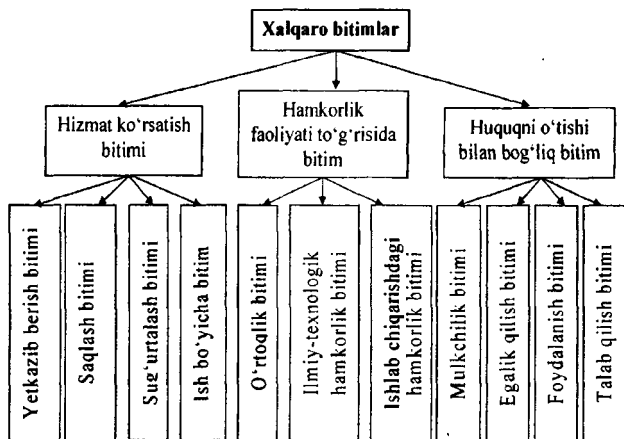 Xalqaro bitimlar
Hizmat ko‘rsatish
bitimi
Hamkorlik
faoliyati to‘g‘risida
bitim
Huquqni o‘tishi
bilan bog‘liq bitim
Yetkazib berish bitimi
Saqlash bitimi
Sug‘urtalash bitimi
Ish bo‘yicha bitim
O‘rtoqlik bitimi
Ilmiy-texnologik
hamkorlik bitimi
Ishlab chiqarishdagi
hamkorlik bitimi
Mulkchilik bitimi
Egalik qilish bitimi
Foydalanish bitimi
Talab qilish bitimi